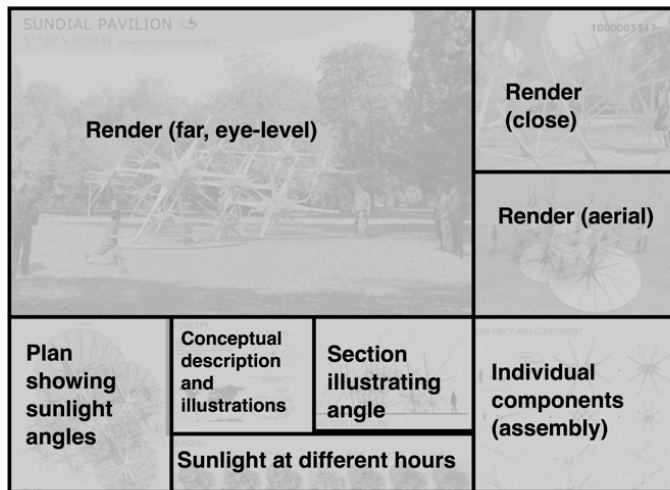 SUNDIAL PAVILION
51°30'N 0°08'W
1000003347
Render (far, eye-level)
Render
(close)
Render (aerial)
Plan
showing
sunlight
angles
Conceptual
description
and
illustrations
Section
illustrating
angle
ASSEMBLY AND COMPONENT
Individual
components
(assembly)
Sunlight at different hours